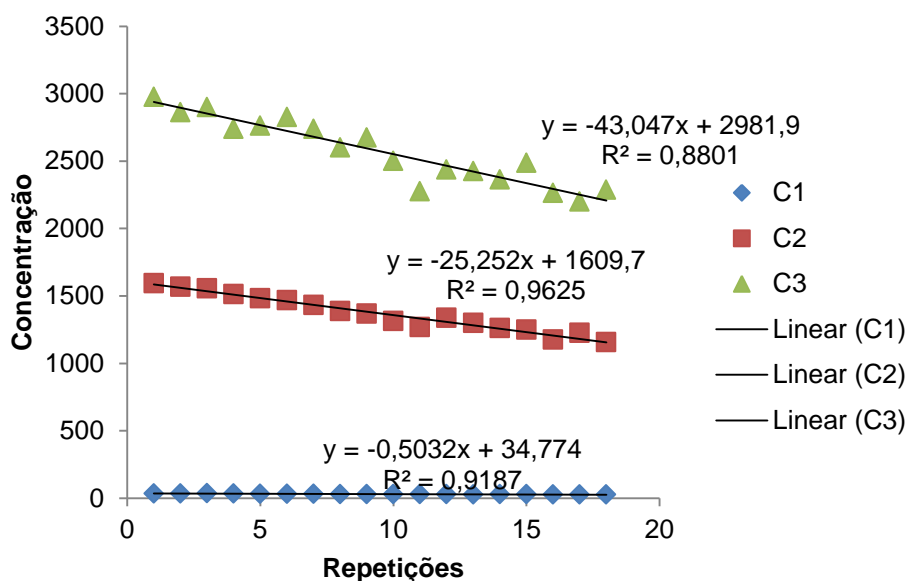 3500
3000
2500
2000
1500
1000
500
0
0
5
10
15
20
Concentração
Repetições
y = -43,047x + 2981,9
R² = 0,8801
y = -25,252x + 1609,7
R² = 0,9625
y = -0,5032x + 34,774
R² = 0,9187
C1
C2
C3
Linear (C1)
Linear (C2)
Linear (C3)